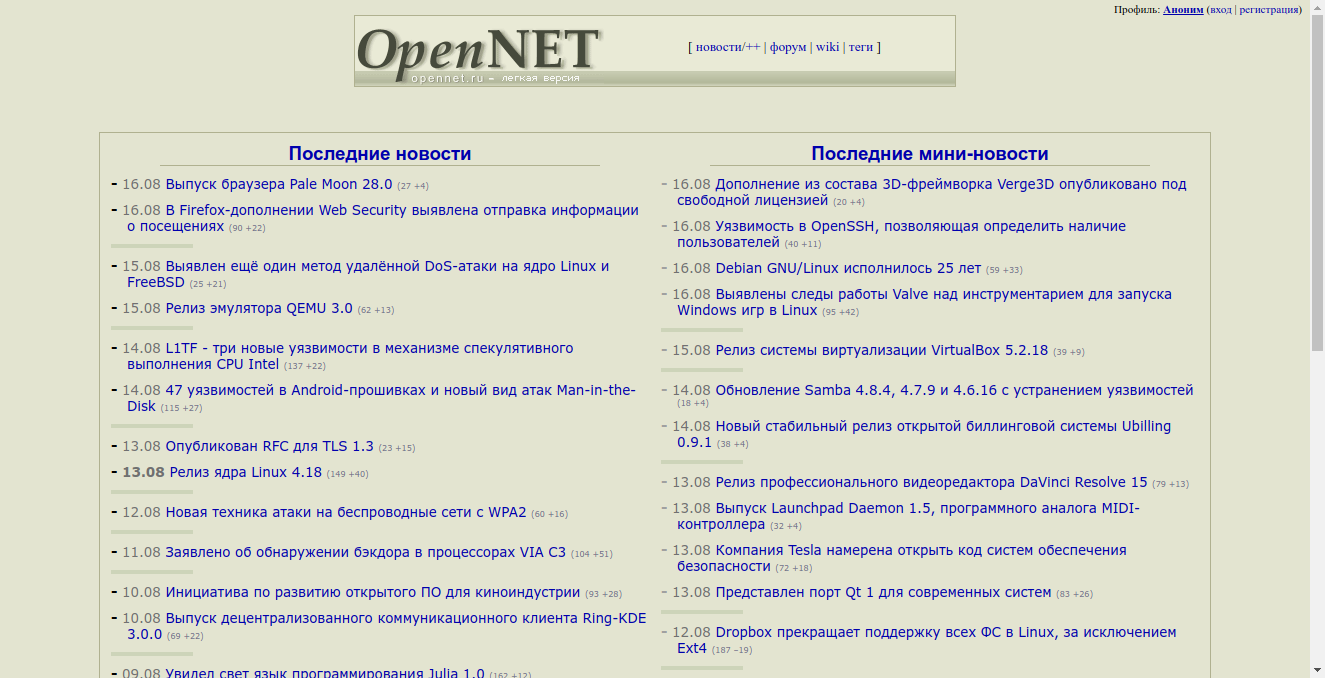 Профиль: Аноним (вход | регистрация)
OpenNET
opennet.ru – легкая версия
[ новости/++ | форум | wiki | теги ]
Последние новости
- 16.08 Выпуск браузера Pale Moon 28.0 (27 +4)
- 16.08 В Firefox-дополнении Web Security выявлена отправка информации
о посещениях (90 +22)
- 15.08 Выявлен ещё один метод удалённой DoS-атаки на ядро Linux и
FreeBSD (25 +21)
- 15.08 Релиз эмулятора QEMU 3.0 (62 +13)
- 14.08 L1TF - три новые уязвимости в механизме спекулятивного
выполнения CPU Intel (137 +22)
- 14.08 47 уязвимостей в Android-прошивках и новый вид атак Man-in-the-
Disk (115 +27)
- 13.08 Опубликован RFC для TLS 1.3 (23 +15)
- 13.08 Релиз ядра Linux 4.18 (149 +40)
- 12.08 Новая техника атаки на беспроводные сети с WPA2 (60 +16)
- 11.08 Заявлено об обнаружении бэкдора в процессорах VIA C3 (104 +51)
- 10.08 Инициатива по развитию открытого ПО для киноиндустрии (93 +28)
- 10.08 Выпуск децентрализованного коммуникационного клиента Ring-KDE
3.0.0 (69 +22)
- 09.08 Увидел свет язык программирования Julia 1.0 (162 +12)
Последние мини-новости
- 16.08 Дополнение из состава 3D-фреймворка Verge3D опубликовано под
свободной лицензией (20 +4)
- 16.08 Уязвимость в OpenSSH, позволяющая определить наличие
пользователей (40 +11)
- 16.08 Debian GNU/Linux исполнилось 25 лет (59 +33)
- 16.08 Выявлены следы работы Valve над инструментарием для запуска
Windows игр в Linux (95 +42)
- 15.08 Релиз системы виртуализации VirtualBox 5.2.18 (39 +9)
- 14.08 Обновление Samba 4.8.4, 4.7.9 и 4.6.16 с устранением уязвимостей
(18 +4)
- 14.08 Новый стабильный релиз открытой биллинговой системы Ubilling
0.9.1 (38 +4)
- 13.08 Релиз профессионального видеоредактора DaVinci Resolve 15 (79 +13)
- 13.08 Выпуск Launchpad Daemon 1.5, программного аналога MIDI-
контроллера (32 +4)
- 13.08 Компания Tesla намерена открыть код систем обеспечения
безопасности (72 +18)
- 13.08 Представлен порт Qt 1 для современных систем (83 +26)
- 12.08 Dropbox прекращает поддержку всех ФС в Linux, за исключением
Ext4 (187 –19)